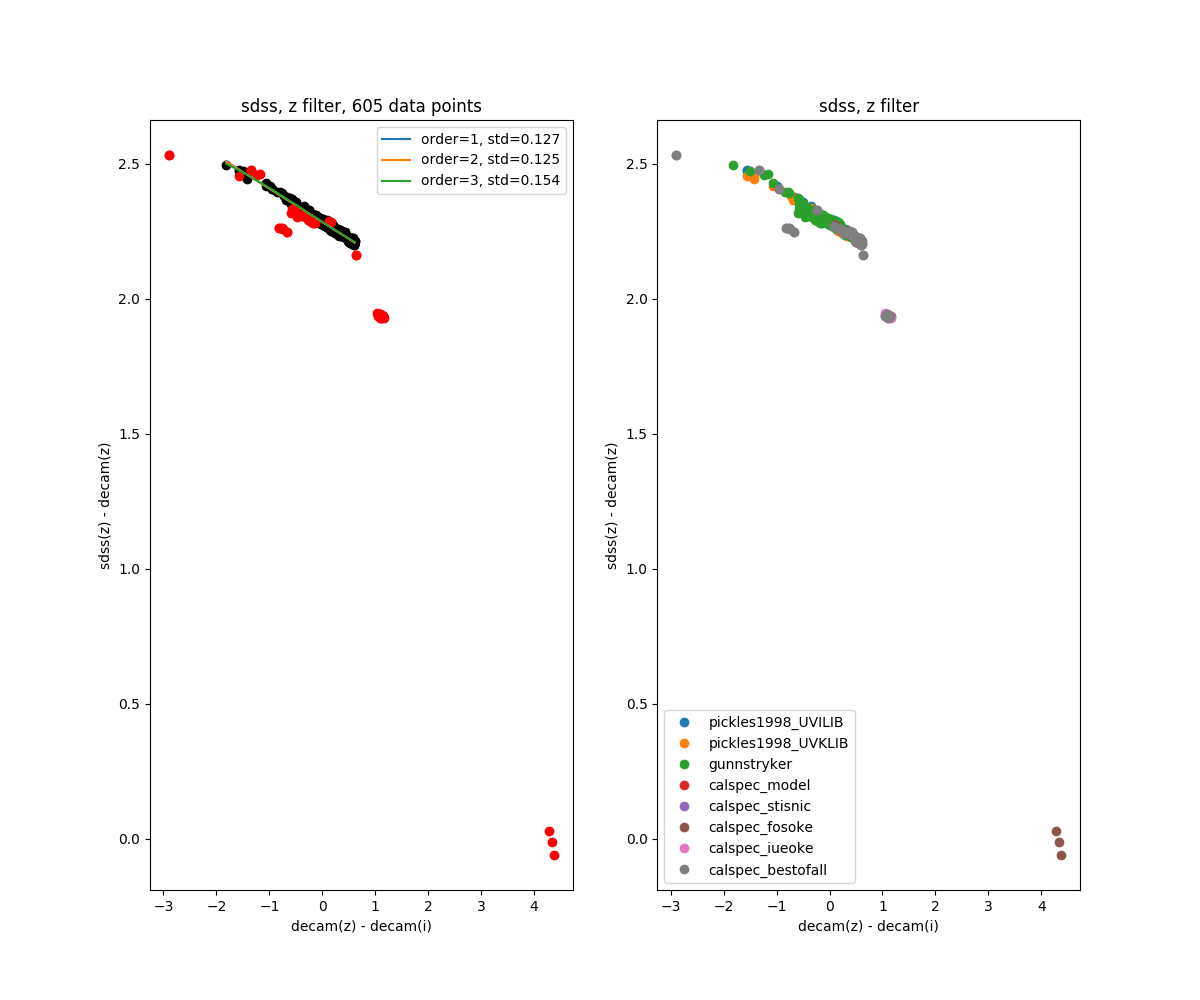 sdss, z filter, 605 data points
order=1, std=0.127
order=2, std=0.125
order=3, std=0.154
2.5
2.0
1.5
1.0
0.5
0.0
sdss(z) - decam(z)
−3
−2
−1
0
1
2
3
4
decam(z) - decam(i)
sdss, z filter
2.5
2.0
1.5
1.0
0.5
0.0
sdss(z) - decam(z)
pickles1998_UVILIB
pickles1998_UVKLIB
gunnstryker
calspec_model
calspec_stisnic
calspec_fosoke
calspec_iueoke
calspec_bestofall
−3
−2
−1
0
1
2
3
4
decam(z) - decam(i)